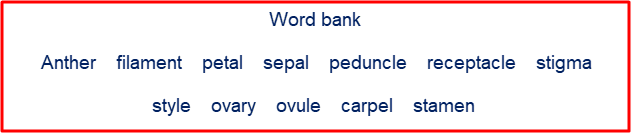 Word bank
Anther filament petal sepal peduncle receptacle stigma
style ovary ovule carpel stamen